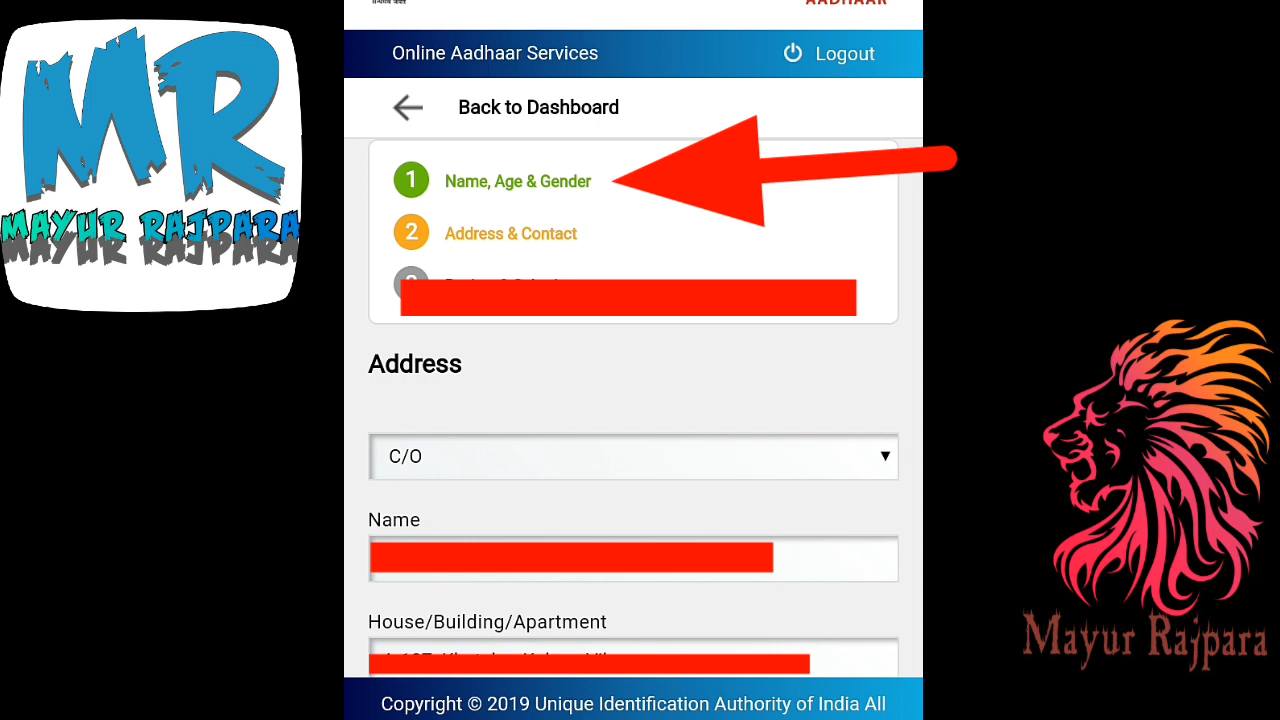 MR
MAYUR RAJPARA
AADHAAR
Online Aadhaar Services
Logout
Back to Dashboard
1 Name, Age & Gender
2 Address & Contact
Address
C/O
Name
House/Building/Apartment
Copyright © 2019 Unique Identification Authority of India All
Mayur Rajpara